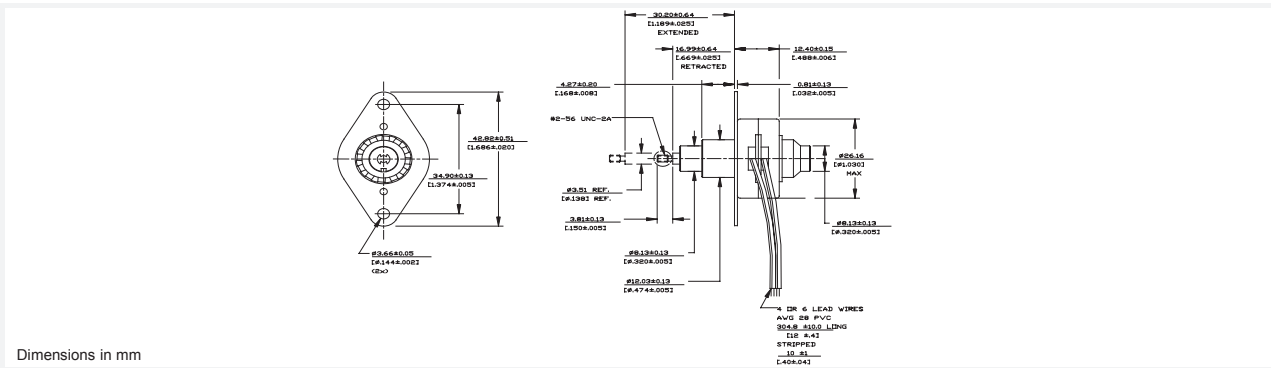 30.20±0.64
[1.189±.025]
EXTENDED
16.99±0.64
[.669±.025]
RETRACTED
12.40±0.15
[.488±.006]
4.27±0.20
[.168±.008]
0.81±0.13
[.032±.005]
#2-56 UNC-2A
42.82±0.51
[1.686±.020]
34.90±0.13
[1.374±.005]
ø26.16
[ø1.030]
MAX
ø3.51 REF.
[ø.138] REF.
3.81±0.13
[.150±.005]
ø8.13±0.13
[ø.320±.005]
ø3.66±0.05
[ø.144±.002]
(2x)
ø8.13±0.13
[ø.320±.005]
ø12.03±0.13
[ø.474±.005]
4 OR 6 LEAD WIRES
AWG 28 PVC
304.8 ±10.0 LONG
[12 ±.4]
STRIPPED
10 ±1
[.40±.04]
Dimensions in mm